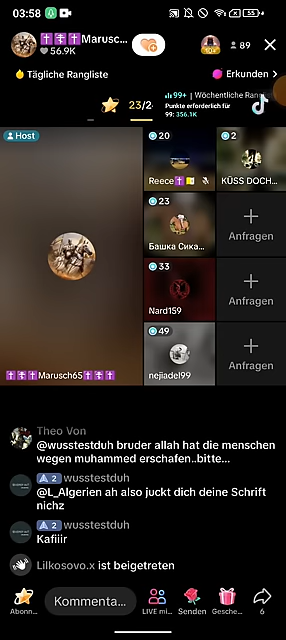 03:58
55
✝️✝️✝️Marusc...
56.9K
89
Tägliche Rangliste
Erkunden >
23/2
99+ | Wöchentliche Ran
Punkte erforderlich für
99: 356.1K
Host
20
2
Reece✝️
KÜSS DOCH...
23
Башка Сика...
Anfragen
33
Nard159
Anfragen
49
nejiadel99
Anfragen
✝️✝️✝️Marusch65✝️✝️✝️
Theo Von
@wusstestduh bruder allah hat die menschen
wegen muhammed erschafen..bitte...
2 wusstestduh
@L_Algerien ah also juckt dich deine Schrift
nichz
2 wusstestduh
Kafiiir
Lilkosovo.x ist beigetreten
Kommenta...
Abonn...
LIVE mi...
Senden
Gesche...
6